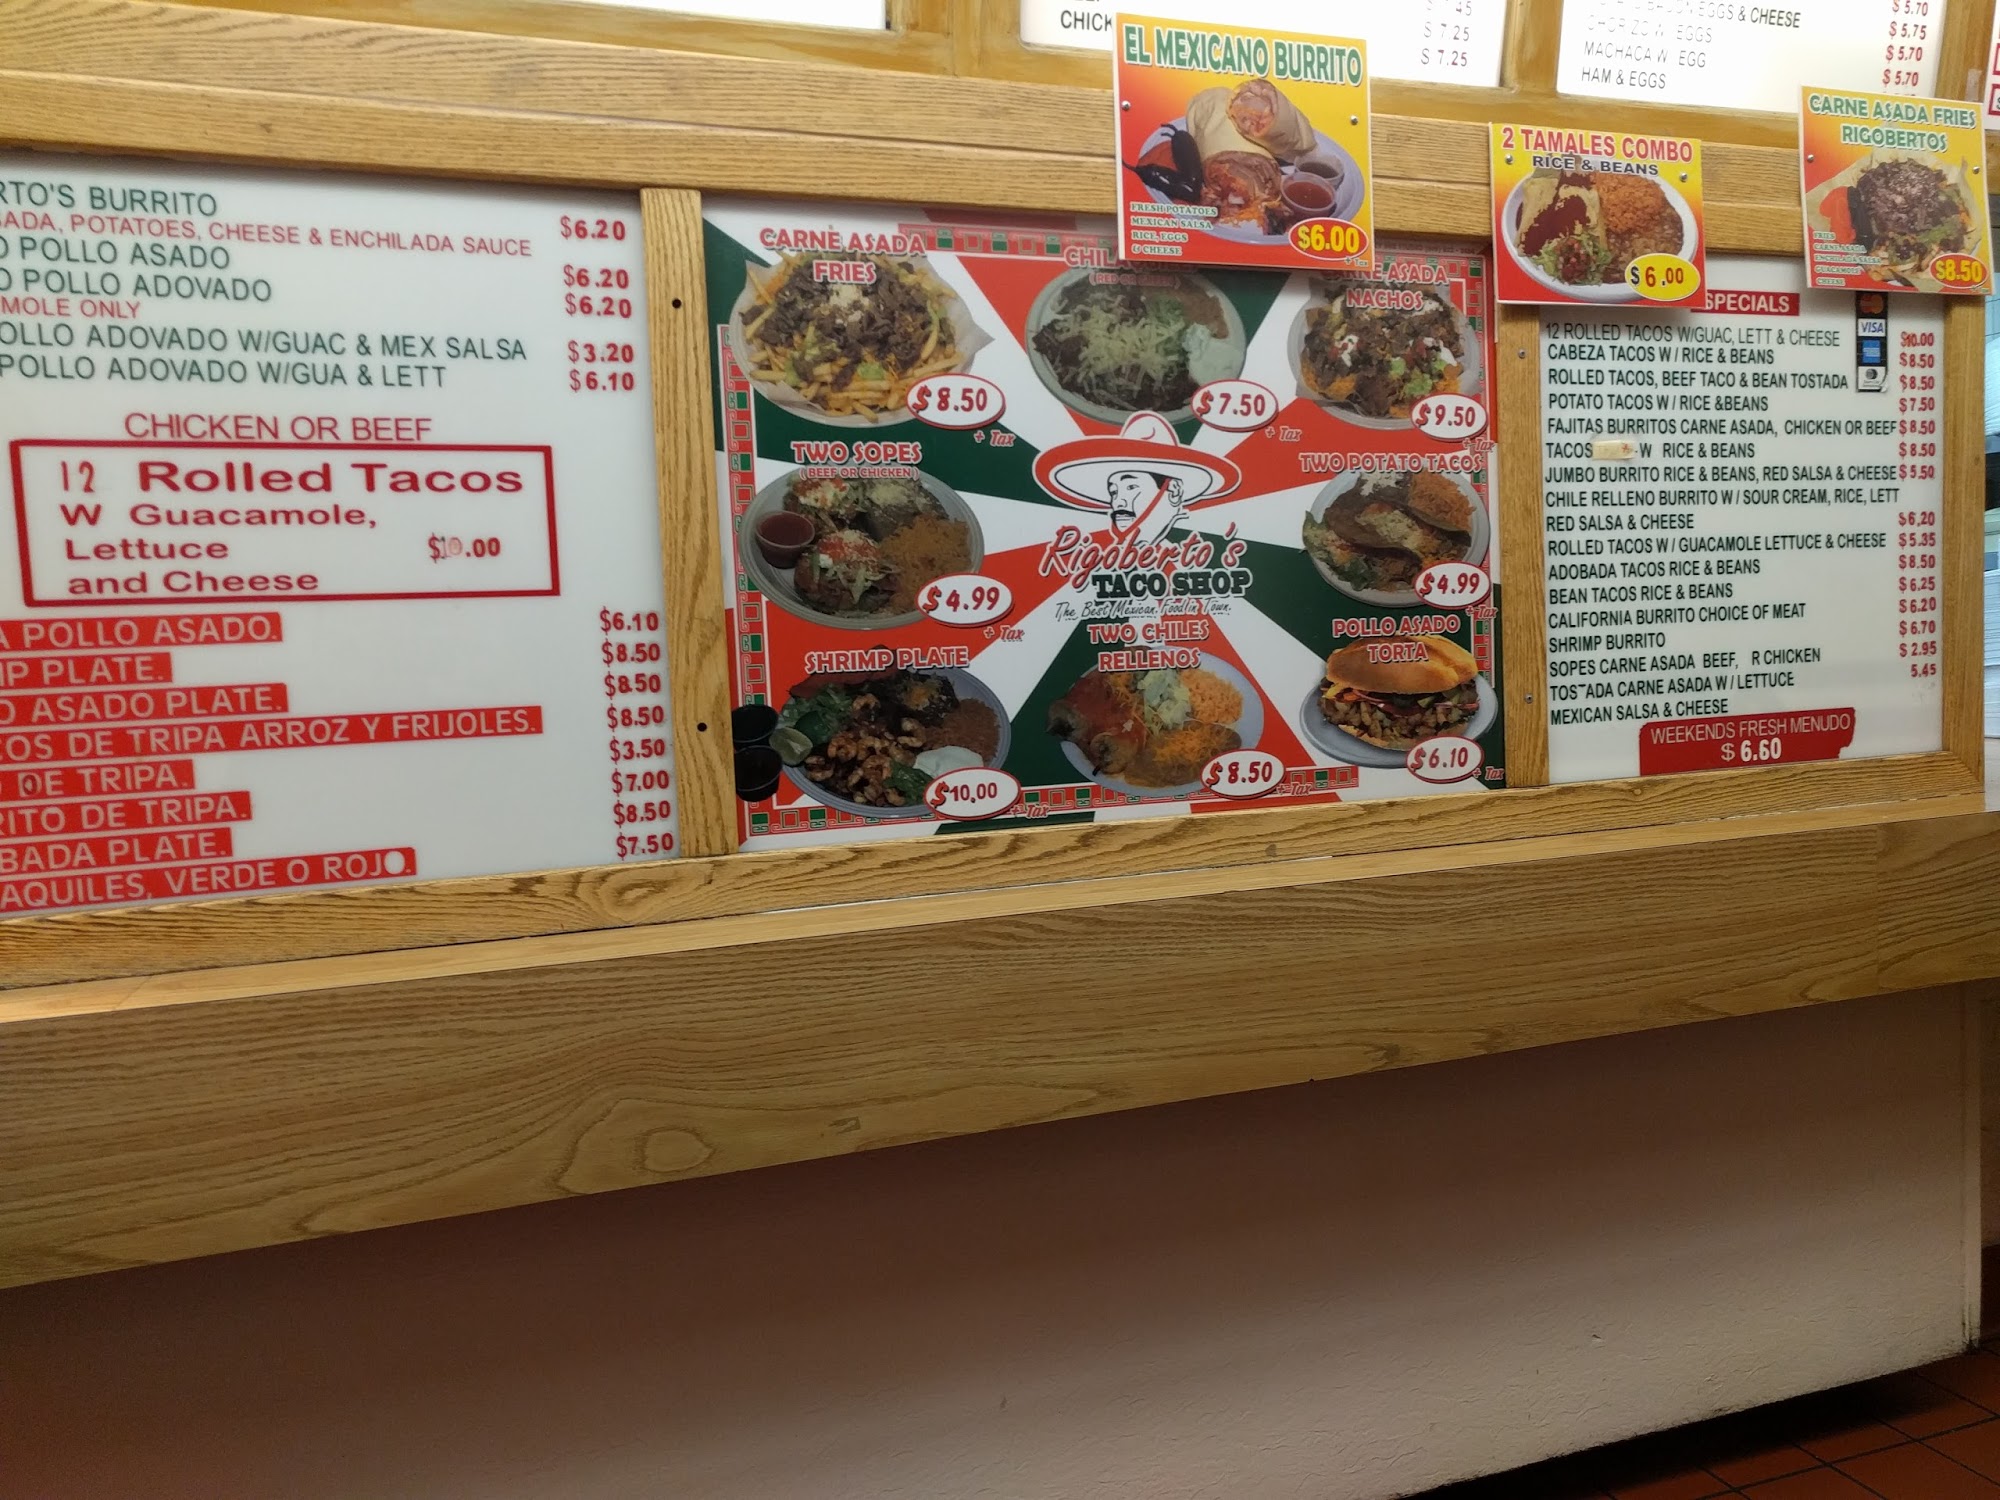 $ 7.25
$ 7.25
EGGS & CHEESE
EGGS
MACHACA W EGG
HAM & EGGS
$ 5.70
$ 5.75
$ 5.70
$ 5.70
EL MEXICANO BURRITO
FRESH POTATOES
MEXICAN SALSA
RICE, EGGS
& CHEESE
$6.00
+ Tax
2 TAMALES COMBO
RICE & BEANS
$ 6.00
CARNE ASADA FRIES
RIGOBERTOS
FRIES
CARNE ASADA
ENCHILADA SALSA
GUACAMOLE
CHEESE
$8.50
BURRITO $6.20
POTATOES, CHEESE & ENCHILADA SAUCE
POLLO ASADO $6.20
POLLO ADOVADO $6.20
ONLY
ADOVADO W/GUAC & MEX SALSA $3.20
POLLO ADOVADO W/GUA & LETT $6.10
CHICKEN OR BEEF
12 Rolled Tacos
W Guacamole,
Lettuce $10.00
and Cheese
POLLO ASADO. $6.10
PLATE. $8.50
ASADO PLATE. $8.50
DE TRIPA ARROZ Y FRIJOLES. $8.50
DE TRIPA. $3.50
DE TRIPA. $7.00
PLATE. $8.50
VERDE O ROJO. $7.50
CARNE ASADA
FRIES
$ 8.50
+ Tax
$ 7.50
+ Tax
ASADA
NACHOS
$ 9.50
+ Tax
TWO SOPES
( BEEF OR CHICKEN )
$ 4.99
+ Tax
Rigoberto's
TACO SHOP
The Best Mexican Food in Town.
TWO POTATO TACOS
$ 4.99
+ Tax
SHRIMP PLATE
$ 10.00
+ Tax
TWO CHILES
RELLENOS
$ 8.50
+ Tax
POLLO ASADO
TORTA
$ 6.10
+ Tax
SPECIALS
VISA
12 ROLLED TACOS W/GUAC, LETT & CHEESE $10.00
CABEZA TACOS W / RICE & BEANS $8.50
ROLLED TACOS, BEEF TACO & BEAN TOSTADA $8.50
POTATO TACOS W / RICE &BEANS $7.50
FAJITAS BURRITOS CARNE ASADA, CHICKEN OR BEEF $8.50
TACOS W RICE & BEANS $8.50
JUMBO BURRITO RICE & BEANS, RED SALSA & CHEESE $5.50
CHILE RELLENO BURRITO W / SOUR CREAM, RICE, LETT
RED SALSA & CHEESE $6,20
ROLLED TACOS W / GUACAMOLE LETTUCE & CHEESE $5.35
ADOBADA TACOS RICE & BEANS $8.50
BEAN TACOS RICE & BEANS $6.25
CALIFORNIA BURRITO CHOICE OF MEAT $6.20
SHRIMP BURRITO $6.70
SOPES CARNE ASADA BEEF, R CHICKEN $2.95
TOSTADA CARNE ASADA W / LETTUCE 5.45
MEXICAN SALSA & CHEESE
WEEKENDS FRESH MENUDO
$ 6.60